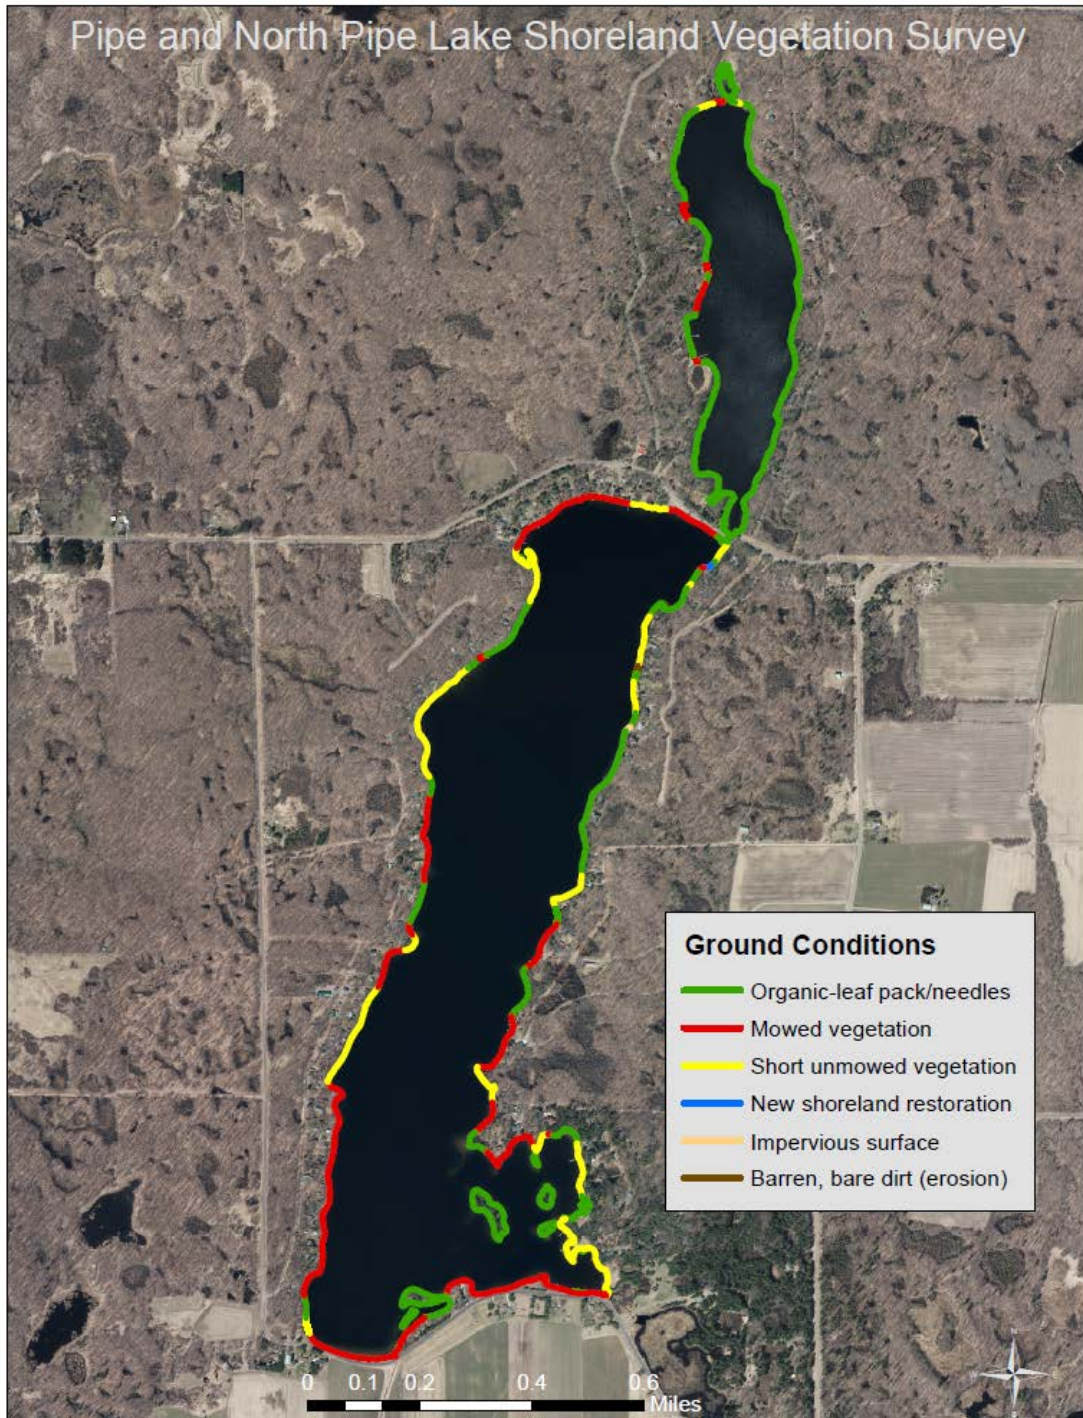 Pipe and North Pipe Lake Shoreland Vegetation Survey
Ground Conditions
Organic-leaf pack/needles
Mowed vegetation
Short unmowed vegetation
New shoreland restoration
Impervious surface
Barren, bare dirt (erosion)
N
W E
S
0 0.1 0.2 0.4 0.6
Miles